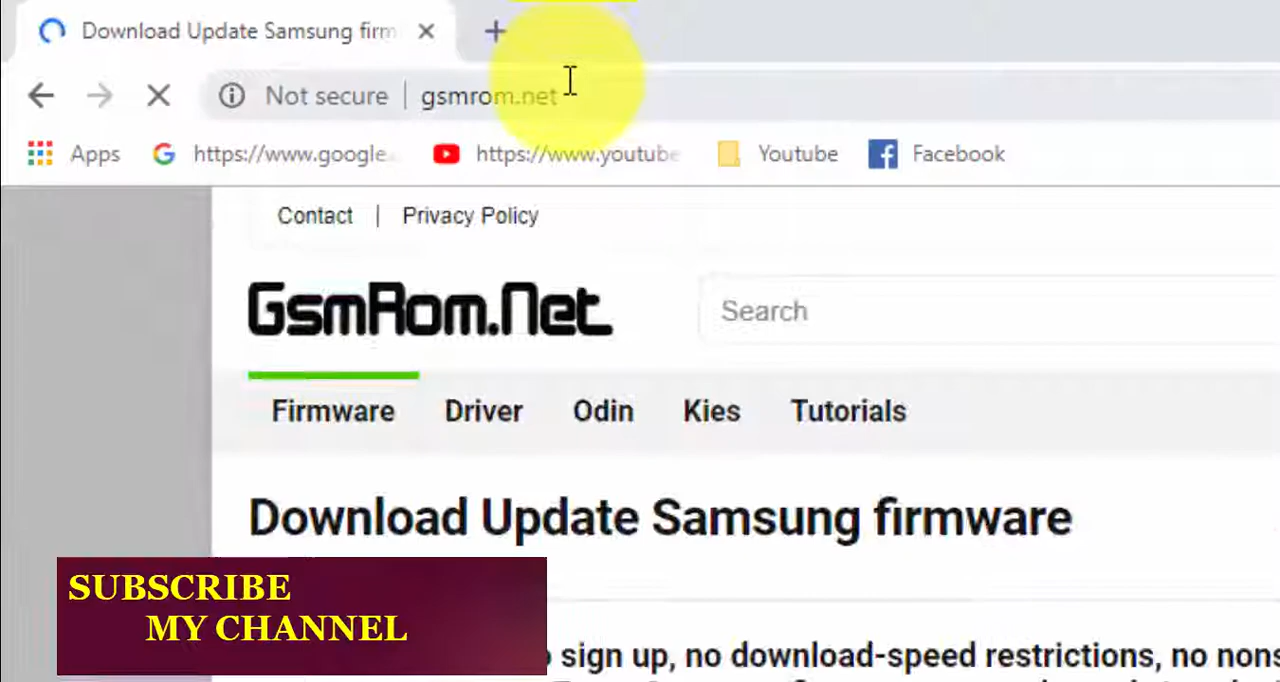 Download Update Samsung firm
Not secure | gsmrom.net
Apps https://www.google. https://www.youtube Youtube Facebook
Contact | Privacy Policy
GsmRom.Net
Search
Firmware Driver Odin Kies Tutorials
Download Update Samsung firmware
SUBSCRIBE
MY CHANNEL
sign up, no download-speed restrictions, no nons